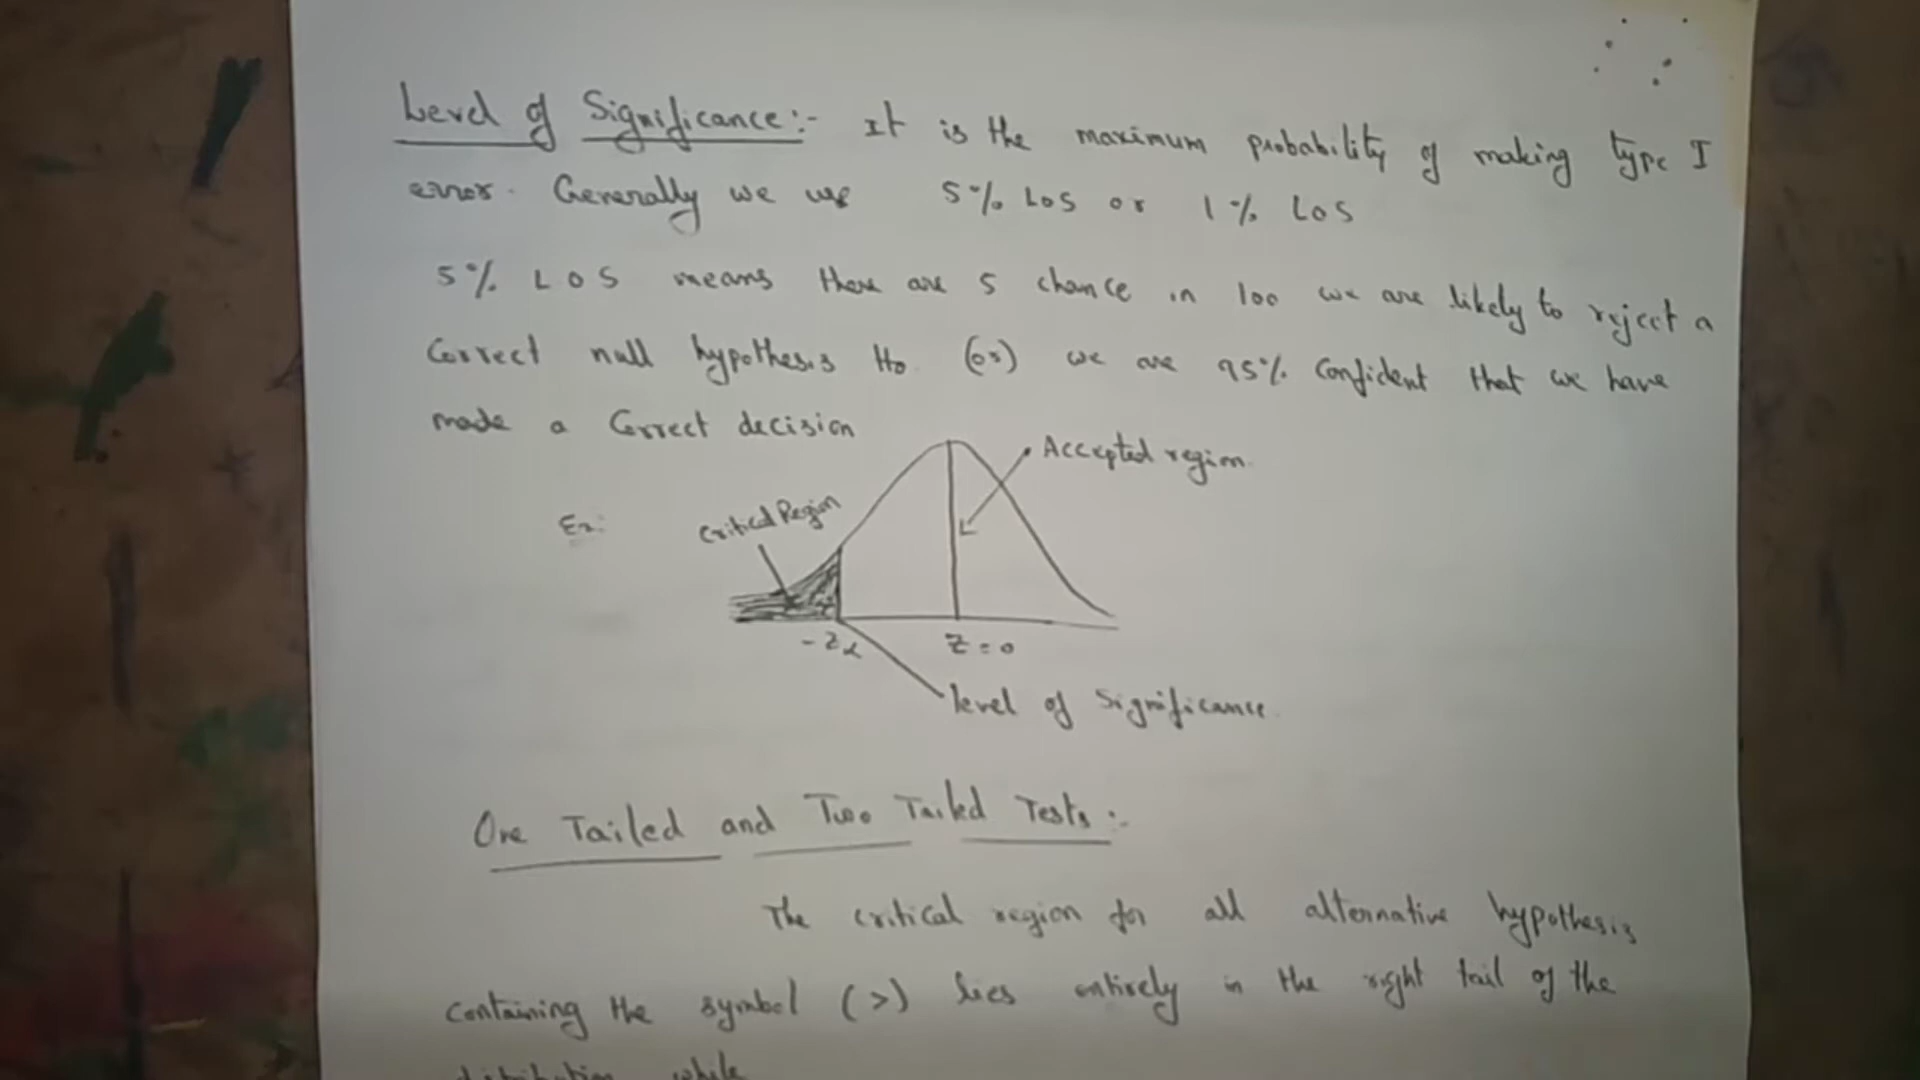 Level of Significance:- It is the maximum probability of making type I
error. Generally we use 5% LOS or 1% LOS
5% LOS means there are 5 chance in 100 we are likely to reject a
Correct null hypothesis H0 (or) we are 95% Confident that we have
made a Correct decision
Accepted region.
Ex:
Critical Region
-Zα
Z=0
level of Significance.
One Tailed and Two Tailed Tests:-
The critical region for all alternative hypothesis
containing the symbol (>) lies entirely in the right tail of the
distribution while